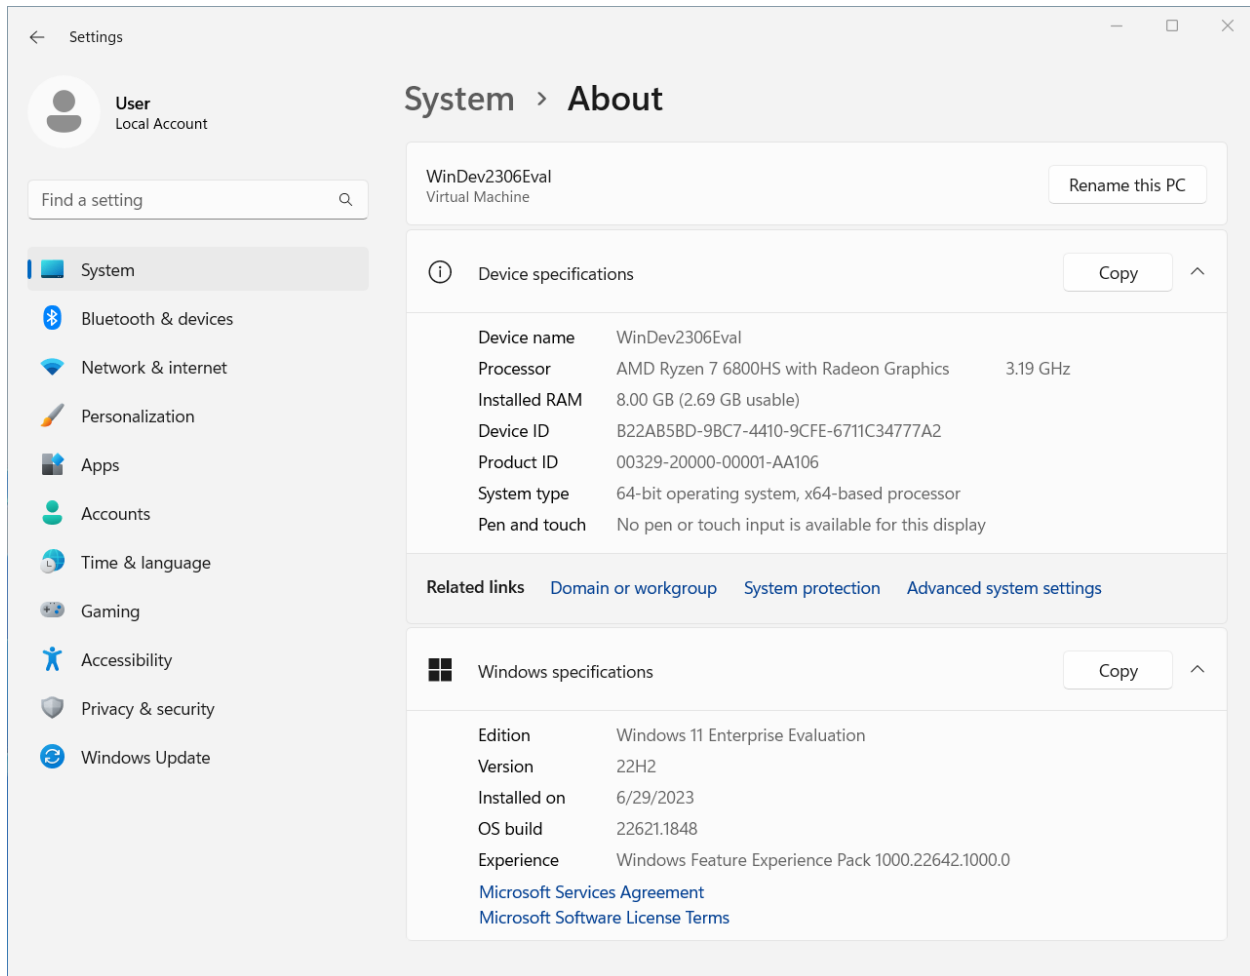 Settings
User
Local Account
Find a setting
System
Bluetooth & devices
Network & internet
Personalization
Apps
Accounts
Time & language
Gaming
Accessibility
Privacy & security
Windows Update
System > About
WinDev2306Eval
Virtual Machine
Rename this PC
Device specifications Copy
Device name WinDev2306Eval
Processor AMD Ryzen 7 6800HS with Radeon Graphics 3.19 GHz
Installed RAM 8.00 GB (2.69 GB usable)
Device ID B22AB5BD-9BC7-4410-9CFE-6711C34777A2
Product ID 00329-20000-00001-AA106
System type 64-bit operating system, x64-based processor
Pen and touch No pen or touch input is available for this display
Related links Domain or workgroup System protection Advanced system settings
Windows specifications Copy
Edition Windows 11 Enterprise Evaluation
Version 22H2
Installed on 6/29/2023
OS build 22621.1848
Experience Windows Feature Experience Pack 1000.22642.1000.0
Microsoft Services Agreement
Microsoft Software License Terms